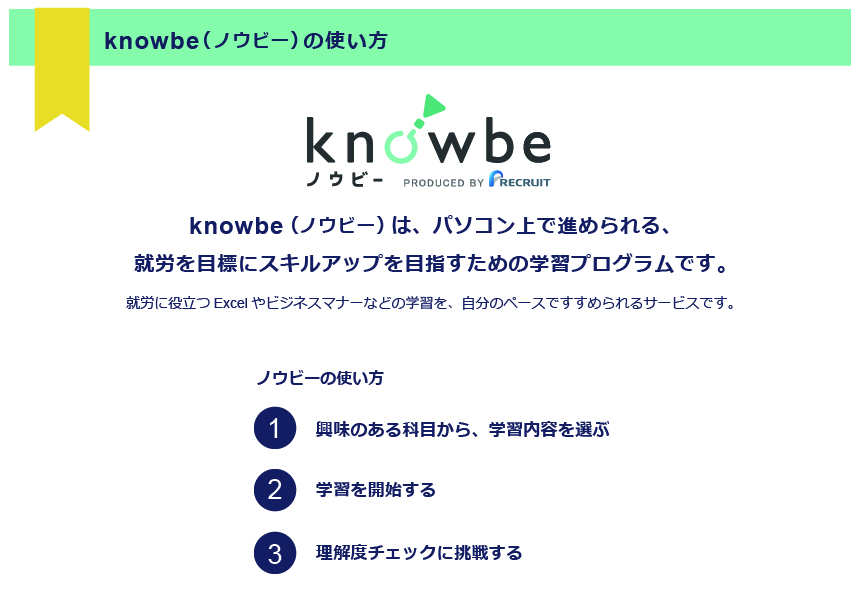 knowbe（ノウビー）の使い方
knowbe
ノウビー PRODUCED BY RECRUIT
knowbe（ノウビー）は、パソコン上で進められる、
就労を目標にスキルアップを目指すための学習プログラムです。
就労に役立つ Excel やビジネスマナーなどの学習を、自分のペースですすめられるサービスです。
ノウビーの使い方
1 興味のある科目から、学習内容を選ぶ
2 学習を開始する
3 理解度チェックに挑戦する